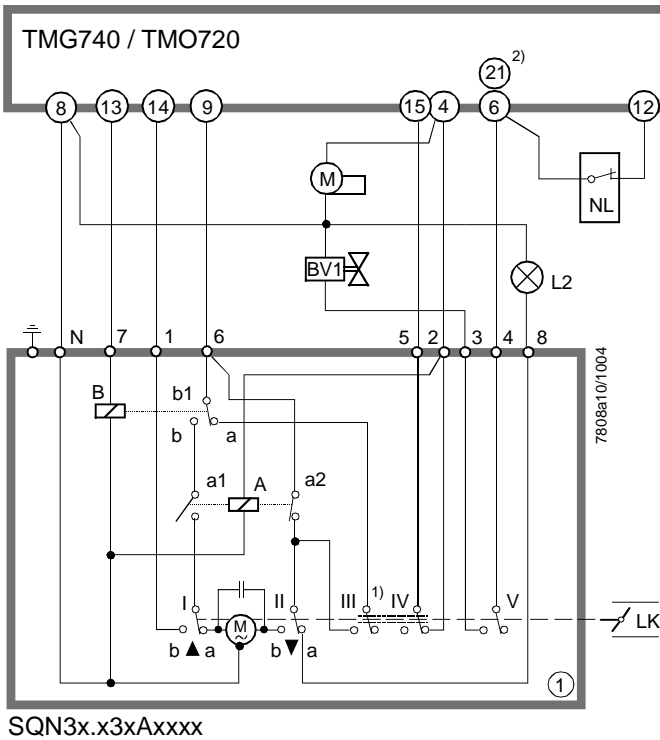 TMG740 / TMO720
21 2)
8 13 14 9 15 4 6 12
M
NL
BV1
L2
N 7 1 6 5 2 3 4 8
7808a10/1004
B b1
b a
a1 A a2
I II III 1) IV V
M
~
LK
b a b a
1
SQN3x.x3xAxxxx